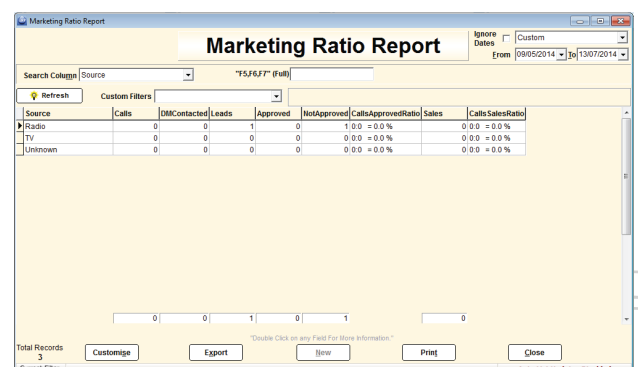 Marketing Ratio Report
Marketing Ratio Report
Ignore Dates Custom
From 09/05/2014 To 13/07/2014
Search Column Source "F5,F6,F7" (Full)
Refresh Custom Filters
Source Calls DMContacted Leads Approved NotApproved CallsApprovedRatio Sales CallsSalesRatio
Radio 0 0 1 0 1 0:0 = 0.0 % 0 0:0 = 0.0 %
TV 0 0 0 0 0 0:0 = 0.0 % 0 0:0 = 0.0 %
Unknown 0 0 0 0 0 0:0 = 0.0 % 0 0:0 = 0.0 %
0 0 1 0 1 0
"Double Click on any Field For More Information."
Total Records
3
Customise Export New Print Close